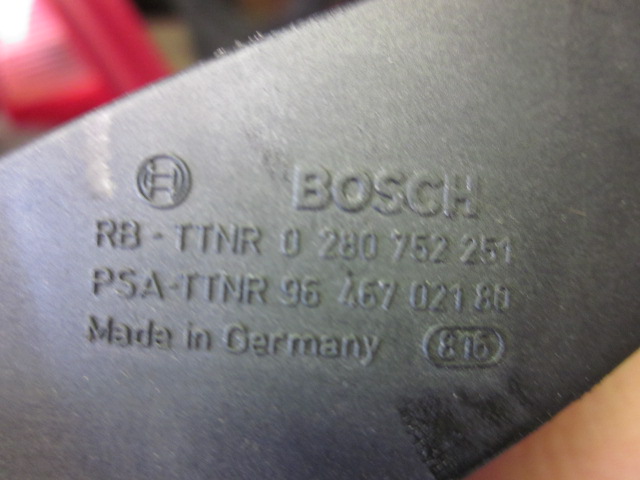 BOSCH
RB-TTNR 0 280 752 251
PSA-TTNR 96 467 021 80
Made in Germany 816